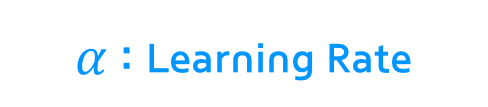 α : Learning Rate